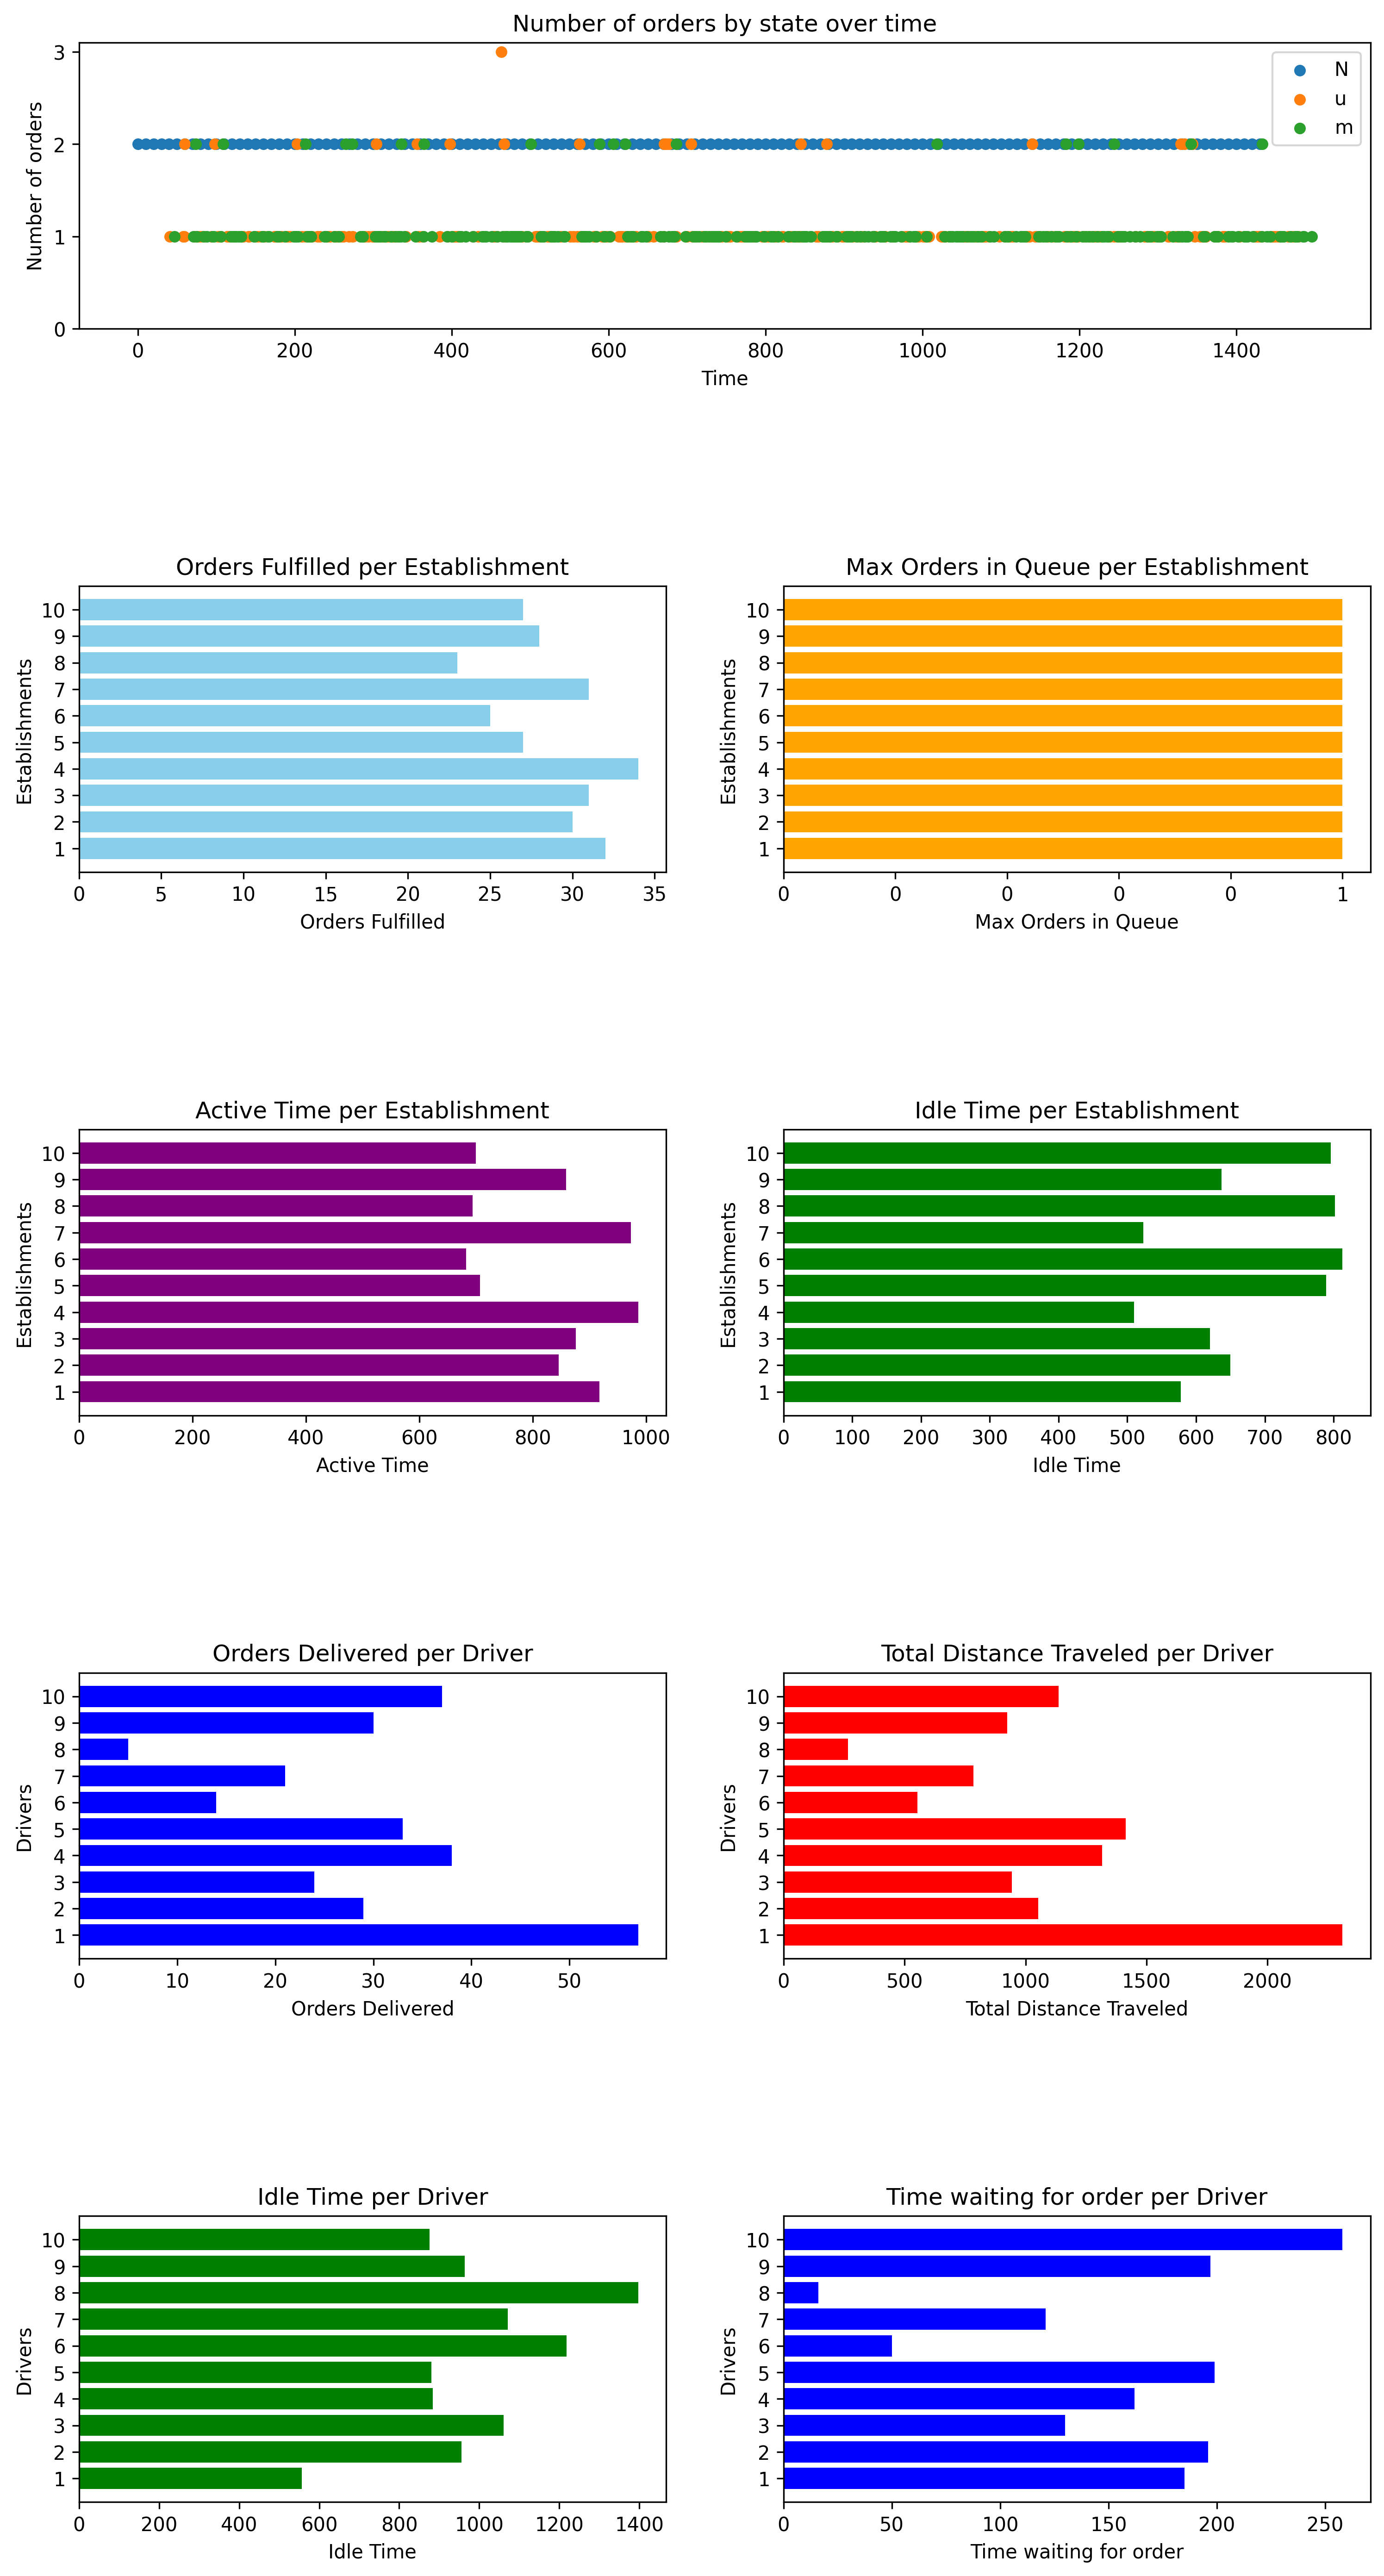 Number of orders by state over time
Number of orders
3
2
1
0
N
u
m
0 200 400 600 800 1000 1200 1400
Time
Orders Fulfilled per Establishment
Establishments
10
9
8
7
6
5
4
3
2
1
0 5 10 15 20 25 30 35
Orders Fulfilled
Max Orders in Queue per Establishment
Establishments
10
9
8
7
6
5
4
3
2
1
0 0 0 0 0 1
Max Orders in Queue
Active Time per Establishment
Establishments
10
9
8
7
6
5
4
3
2
1
0 200 400 600 800 1000
Active Time
Idle Time per Establishment
Establishments
10
9
8
7
6
5
4
3
2
1
0 100 200 300 400 500 600 700 800
Idle Time
Orders Delivered per Driver
Drivers
10
9
8
7
6
5
4
3
2
1
0 10 20 30 40 50
Orders Delivered
Total Distance Traveled per Driver
Drivers
10
9
8
7
6
5
4
3
2
1
0 500 1000 1500 2000
Total Distance Traveled
Idle Time per Driver
Drivers
10
9
8
7
6
5
4
3
2
1
0 200 400 600 800 1000 1200 1400
Idle Time
Time waiting for order per Driver
Drivers
10
9
8
7
6
5
4
3
2
1
0 50 100 150 200 250
Time waiting for order